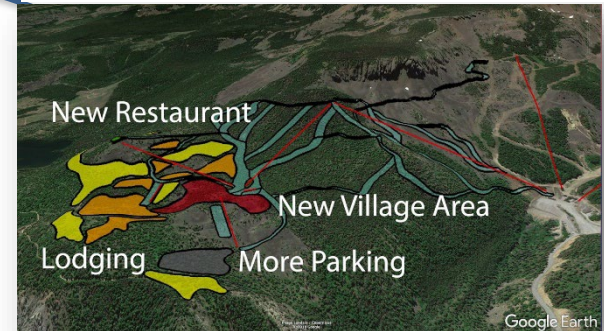 New Restaurant
New Village Area
Lodging
More Parking
Google Earth